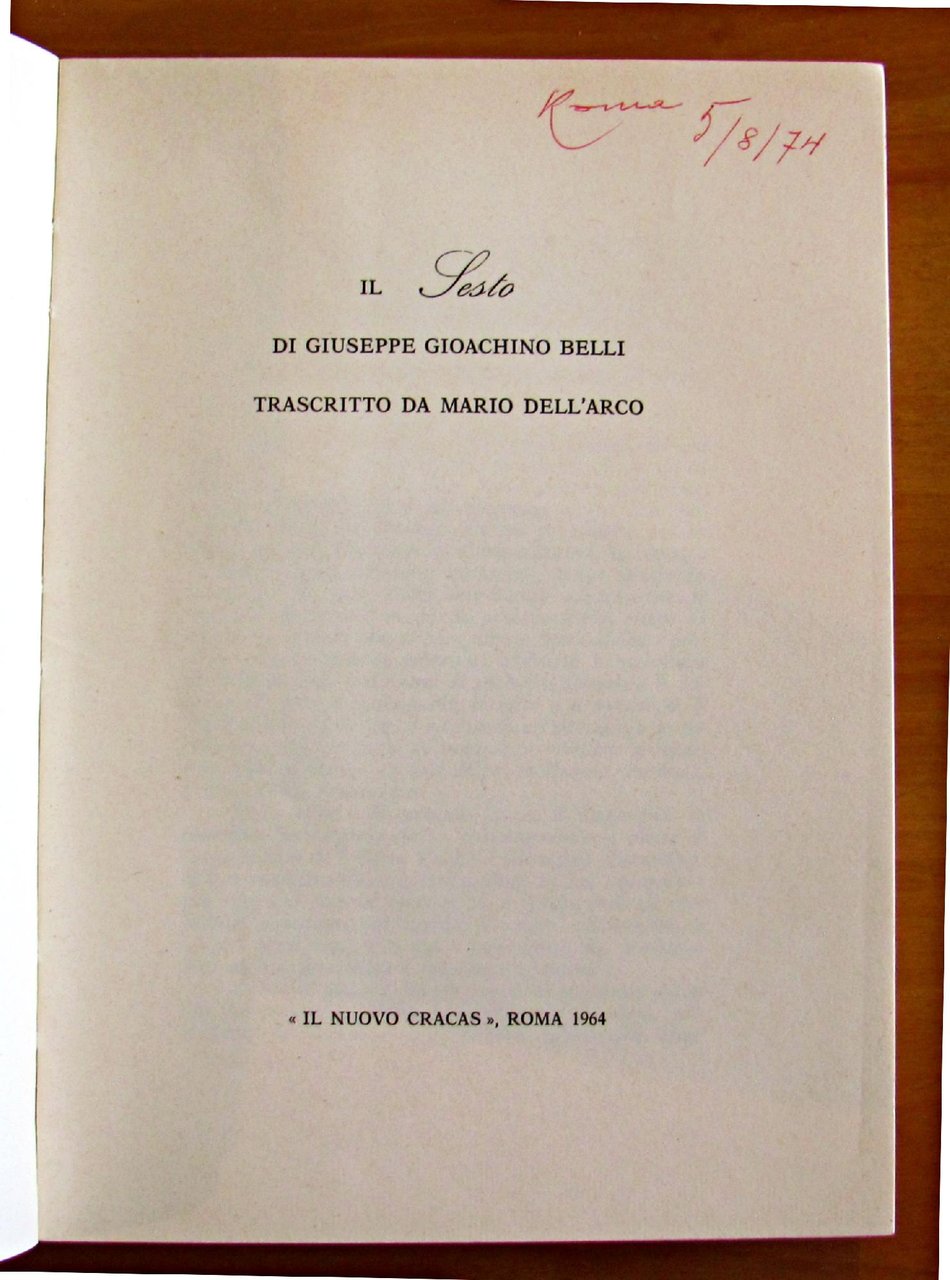 Roma 5/8/74
IL Sesto
DI GIUSEPPE GIOACHINO BELLI
TRASCRITTO DA MARIO DELL'ARCO
« IL NUOVO CRACAS », ROMA 1964